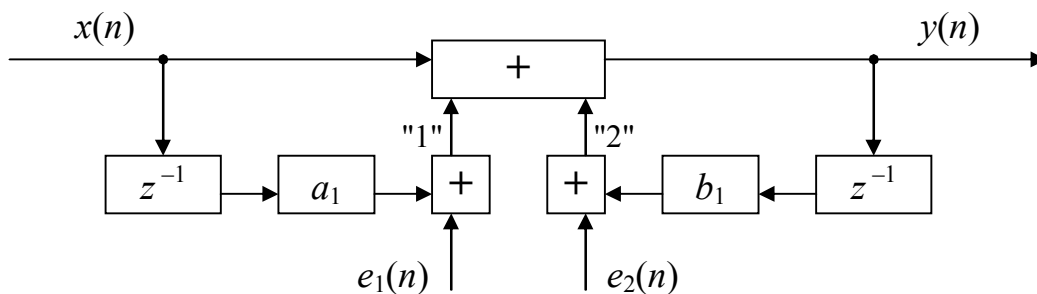 x(n) y(n)
+
"1" "2"
z⁻¹ a₁ + + b₁ z⁻¹
e₁(n) e₂(n)